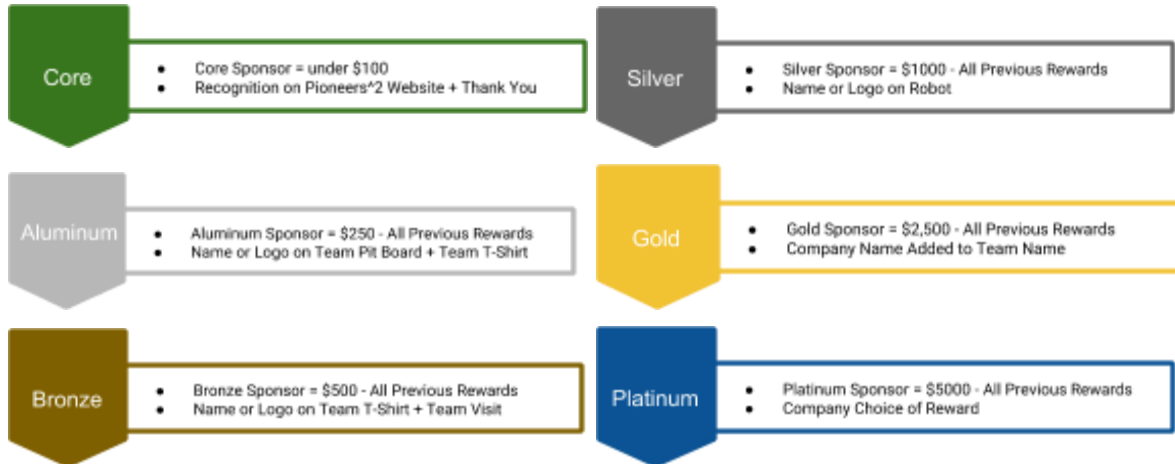 Core
• Core Sponsor = under $100
• Recognition on Pioneers^2 Website + Thank You
Aluminum
• Aluminum Sponsor = $250 - All Previous Rewards
• Name or Logo on Team Pit Board + Team T-Shirt
Bronze
• Bronze Sponsor = $500 - All Previous Rewards
• Name or Logo on Team T-Shirt + Team Visit
Silver
• Silver Sponsor = $1000 - All Previous Rewards
• Name or Logo on Robot
Gold
• Gold Sponsor = $2,500 - All Previous Rewards
• Company Name Added to Team Name
Platinum
• Platinum Sponsor = $5000 - All Previous Rewards
• Company Choice of Reward